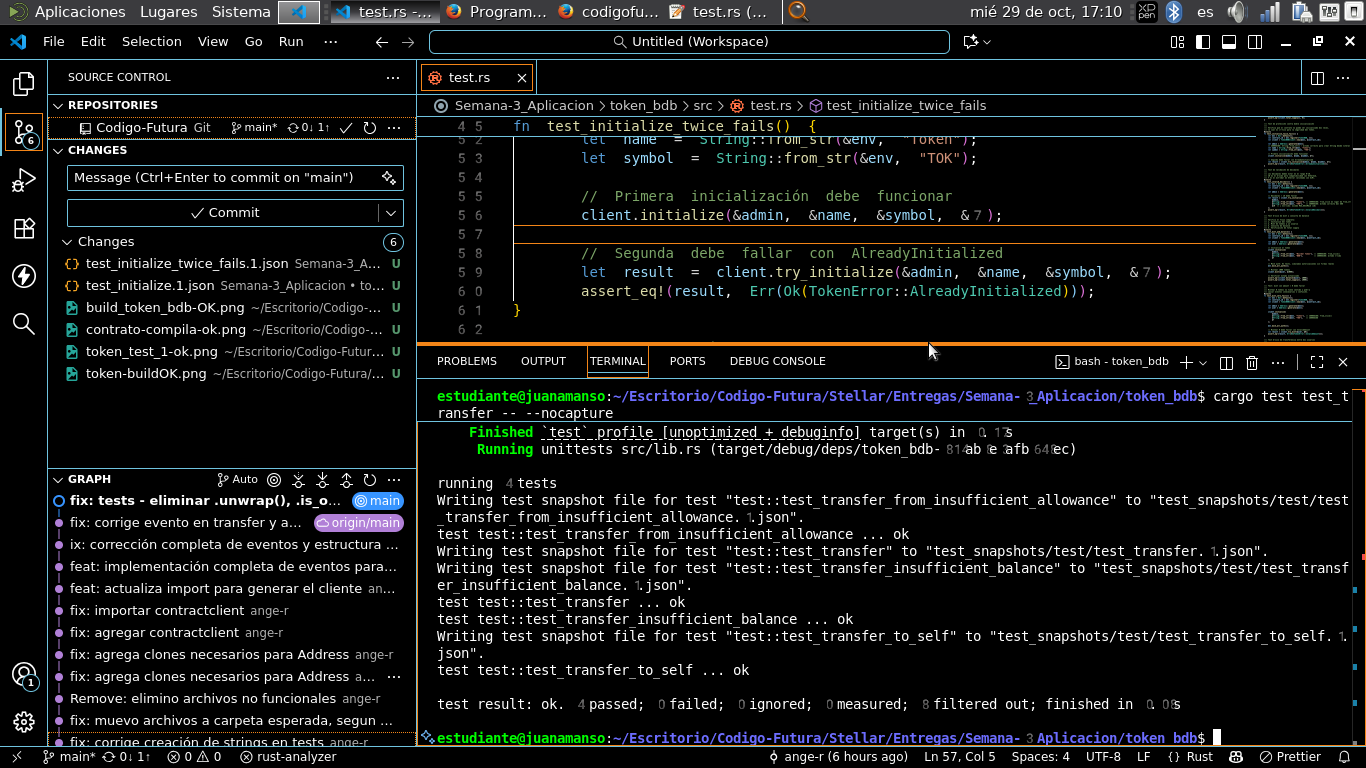 Aplicaciones Lugares Sistema test.rs -... Program... codigofu... test.rs (... mié 29 de oct, 17:10 XP PEN es
File Edit Selection View Go Run ··· Untitled (Workspace)
SOURCE CONTROL
REPOSITORIES
Codigo-Futura Git main* 0↓ 1↑
CHANGES
Message (Ctrl+Enter to commit on "main")
Commit
Changes 6
test_initialize_twice_fails.1.json Semana-3_A... U
test_initialize.1.json Semana-3_Aplicacion • to... U
build_token_bdb-OK.png ~/Escritorio/Codigo-... U
contrato-compila-ok.png ~/Escritorio/Codigo-... U
token_test_1-ok.png ~/Escritorio/Codigo-Futur... U
token-buildOK.png ~/Escritorio/Codigo-Futura/... U
GRAPH Auto
fix: tests - eliminar .unwrap(), .is_o... main
fix: corrige evento en transfer y a... origin/main
ix: corrección completa de eventos y estructura ...
feat: implementación completa de eventos para...
feat: actualiza import para generar el cliente an...
fix: importar contractclient ange-r
fix: agregar contractclient ange-r
fix: agrega clones necesarios para Address ange-r
fix: agrega clones necesarios para Address a...
Remove: elimino archivos no funcionales ange-r
fix: muevo archivos a carpeta esperada, segun ...
fix: corrige creación de strings en tests ange-r
6
1
test.rs
Semana-3_Aplicacion > token_bdb > src > test.rs > test_initialize_twice_fails
45 fn test_initialize_twice_fails() {
52 let name = String::from_str(&env, "Token");
53 let symbol = String::from_str(&env, "TOK");
54
55 // Primera inicialización debe funcionar
56 client.initialize(&admin, &name, &symbol, &7);
57
58 // Segunda debe fallar con AlreadyInitialized
59 let result = client.try_initialize(&admin, &name, &symbol, &7);
60 assert_eq!(result, Err(Ok(TokenError::AlreadyInitialized)));
61 }
62
PROBLEMS OUTPUT TERMINAL PORTS DEBUG CONSOLE bash - token_bdb
estudiante@juanamanso:~/Escritorio/Codigo-Futura/Stellar/Entregas/Semana-3_Aplicacion/token_bdb$ cargo test test_t
ransfer -- --nocapture
Finished `test` profile [unoptimized + debuginfo] target(s) in 0.17s
Running unittests src/lib.rs (target/debug/deps/token_bdb-814ab8e2afb648ec)
running 4 tests
Writing test snapshot file for test "test::test_transfer_from_insufficient_allowance" to "test_snapshots/test/test
_transfer_from_insufficient_allowance.1.json".
test test::test_transfer_from_insufficient_allowance ... ok
Writing test snapshot file for test "test::test_transfer" to "test_snapshots/test/test_transfer.1.json".
Writing test snapshot file for test "test::test_transfer_insufficient_balance" to "test_snapshots/test/test_transf
er_insufficient_balance.1.json".
test test::test_transfer ... ok
test test::test_transfer_insufficient_balance ... ok
Writing test snapshot file for test "test::test_transfer_to_self" to "test_snapshots/test/test_transfer_to_self.1.
json".
test test::test_transfer_to_self ... ok
test result: ok. 4 passed; 0 failed; 0 ignored; 0 measured; 8 filtered out; finished in 0.08s
estudiante@juanamanso:~/Escritorio/Codigo-Futura/Stellar/Entregas/Semana-3_Aplicacion/token_bdb$
main* 0↓ 1↑ 0 0 rust-analyzer ange-r (6 hours ago) Ln 57, Col 5 Spaces: 4 UTF-8 LF {} Rust Prettier